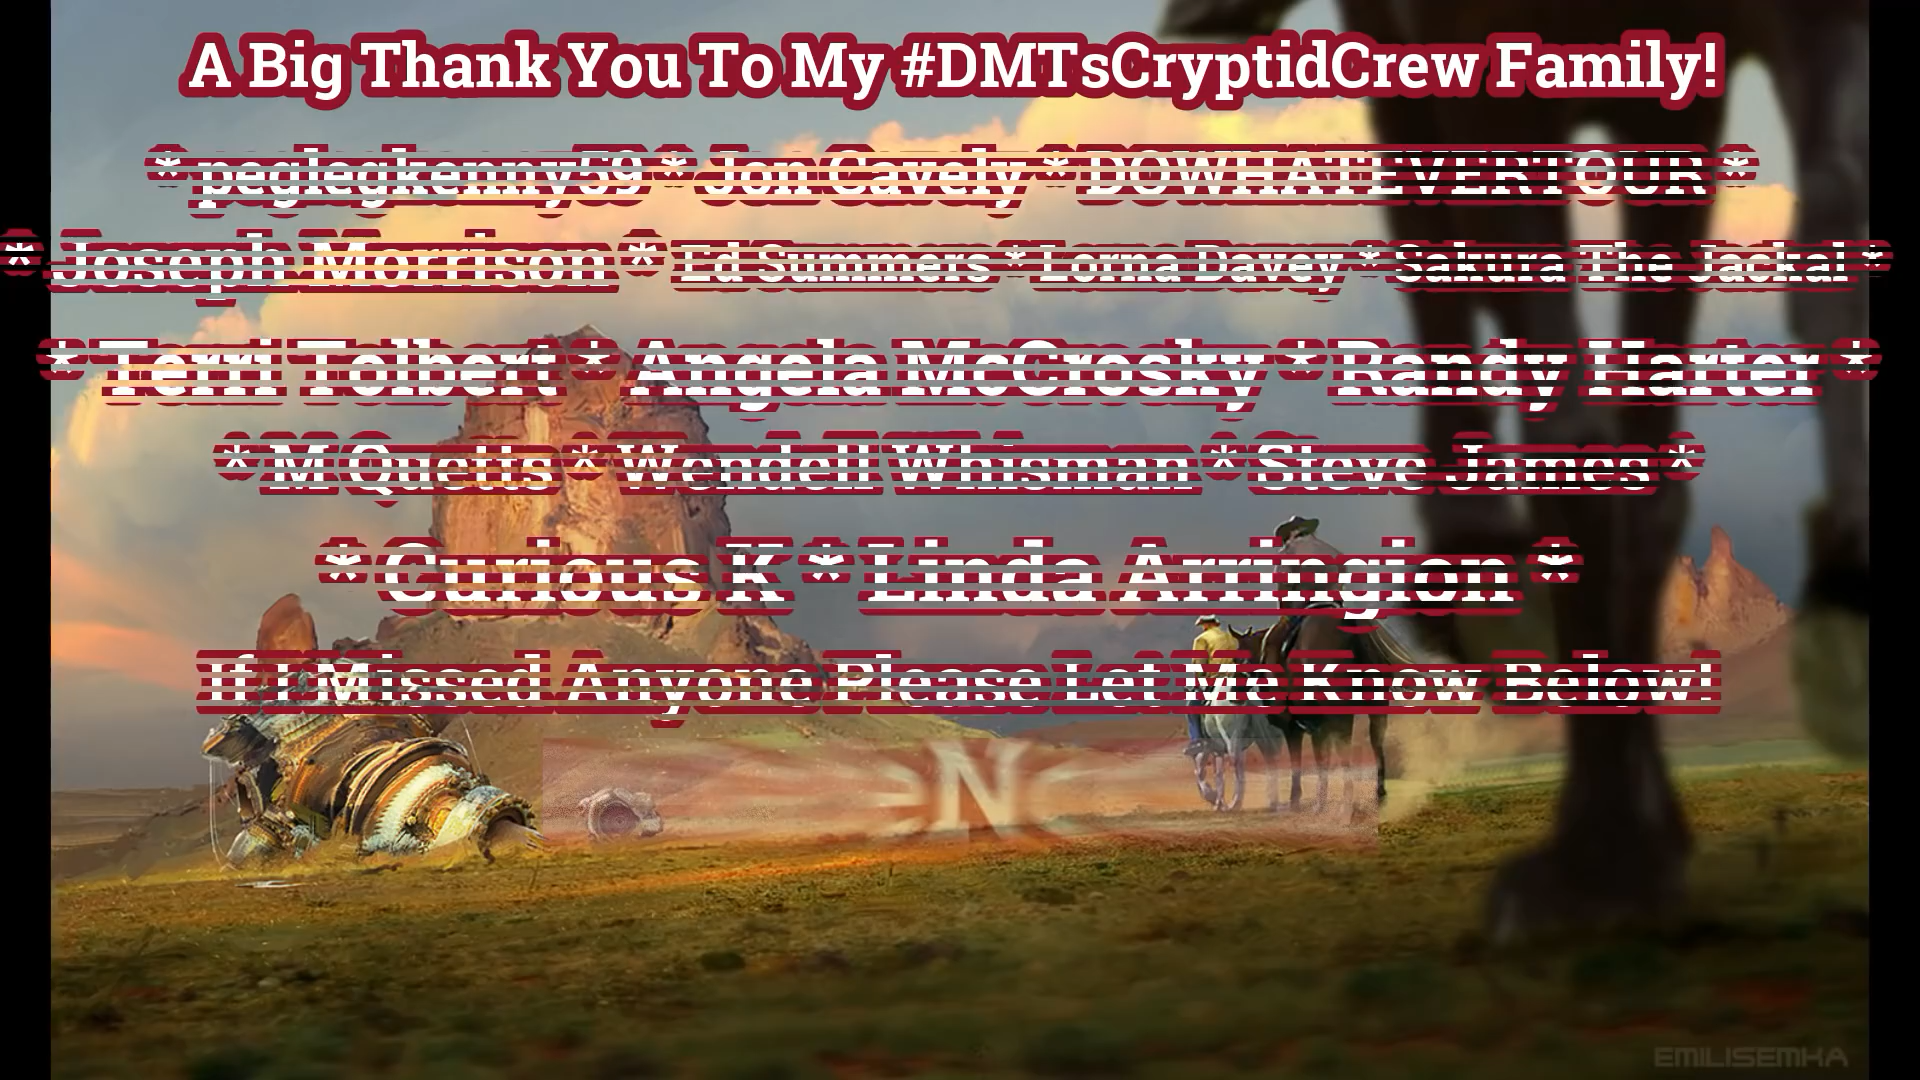 A Big Thank You To My #DMTsCryptidCrew Family!
* peglegkenny59 * Jon Cavely * DOWHATEVERTOUR *
* Joseph Morrison * Ed Summers * Lorna Davey * Sakura The Jackal *
* Terri Tolbert * Angela McCrosky * Randy Harter *
* M Quetts * Wendell Whisman * Steve James *
* Curious K * Linda Arrington *
If I Missed Anyone Please Let Me Know Below!
N
EMILISEMKA